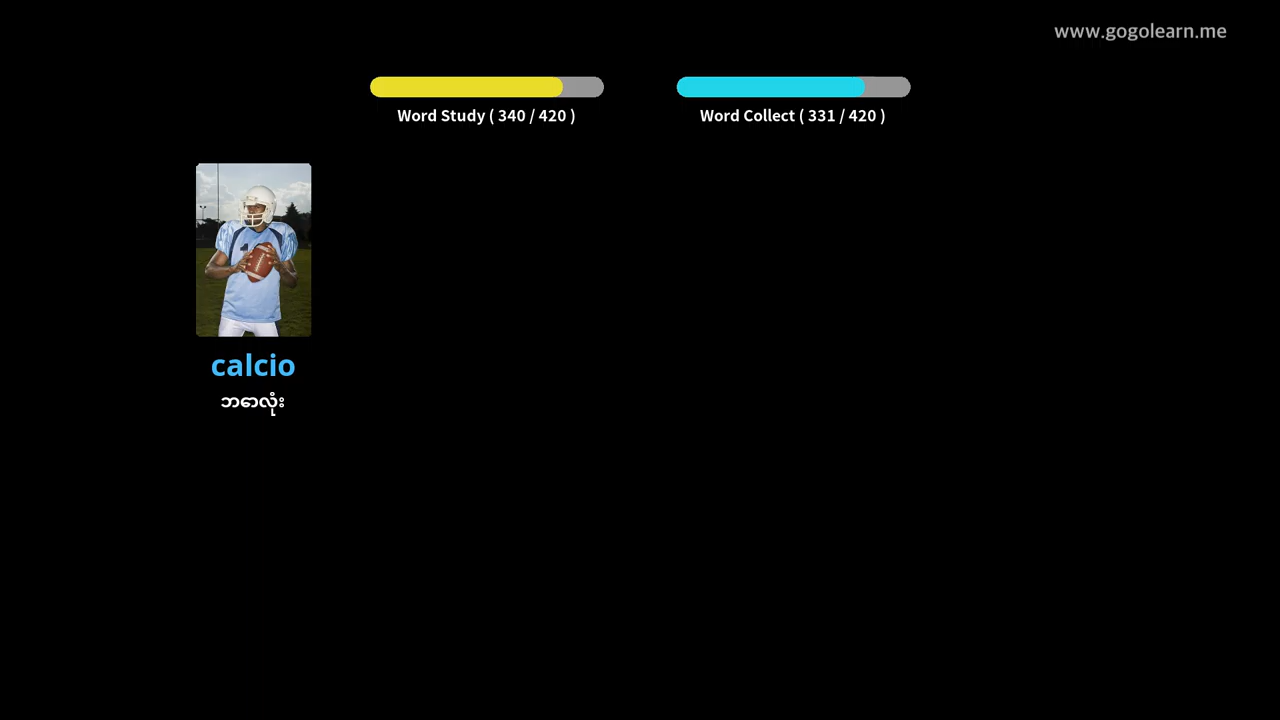 www.gogolearn.me
Word Study ( 340 / 420 )
Word Collect ( 331 / 420 )
calcio
ဘောလုံး